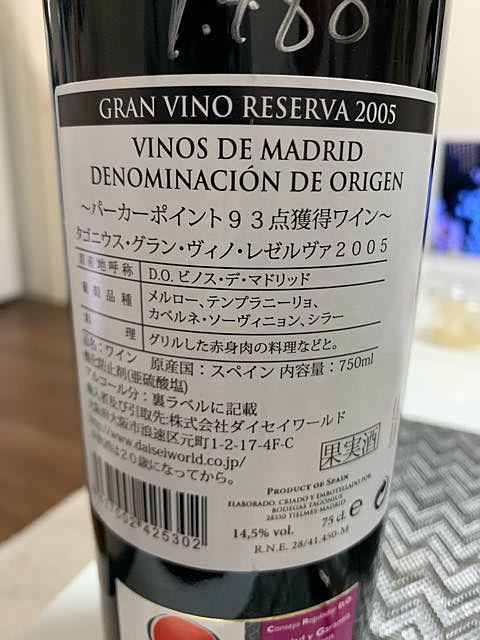 1.480
GRAN VINO RESERVA 2005
VINOS DE MADRID
DENOMINACIÓN DE ORIGEN
～パーカーポイント９３点獲得ワイン～
タゴニウス・グラン・ヴィノ・レゼルヴァ２００５
原産地呼称 D.O. ビノス・デ・マドリッド
葡萄品種 メルロー、テンプラニーリョ、
カベルネ・ソーヴィニョン、シラー
料理 グリルした赤身肉の料理などと。
品名：ワイン 原産国：スペイン 内容量：750ml
酸化防止剤(亜硫酸塩)
アルコール分：裏ラベルに記載
輸入者及び引取先:株式会社ダイセイワールド
大阪府大阪市浪速区元町1-2-17-4F-C
http://www.daiseiworld.co.jp/
お酒は２０歳になってから。
果実酒
PRODUCT OF SPAIN
ELABORADO, CRIADO Y EMBOTELLADO POR
BODEGAS TAGONIUS
28550 TIELMES-MADRID
14,5% vol. 75 cl. e
R.N.E. 28/41.450-M
425302
Consejo Regulador D.O.
Garantía